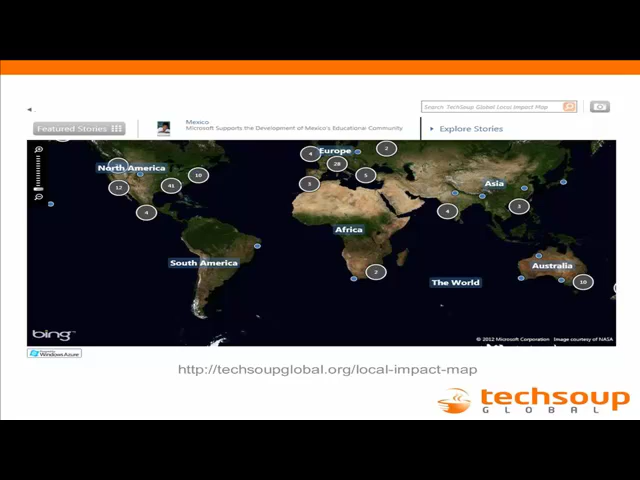 Search TechSoup Global Local Impact Map
Featured Stories
Mexico
Microsoft Supports the Development of Mexico's Educational Community
Explore Stories
North America
12
41
10
4
4
Europe
28
2
5
3
Asia
4
3
Africa
2
South America
The World
Australia
10
bing™
© 2012 Microsoft Corporation Image courtesy of NASA
Windows Azure
http://techsoupglobal.org/local-impact-map
techsoup
GLOBAL